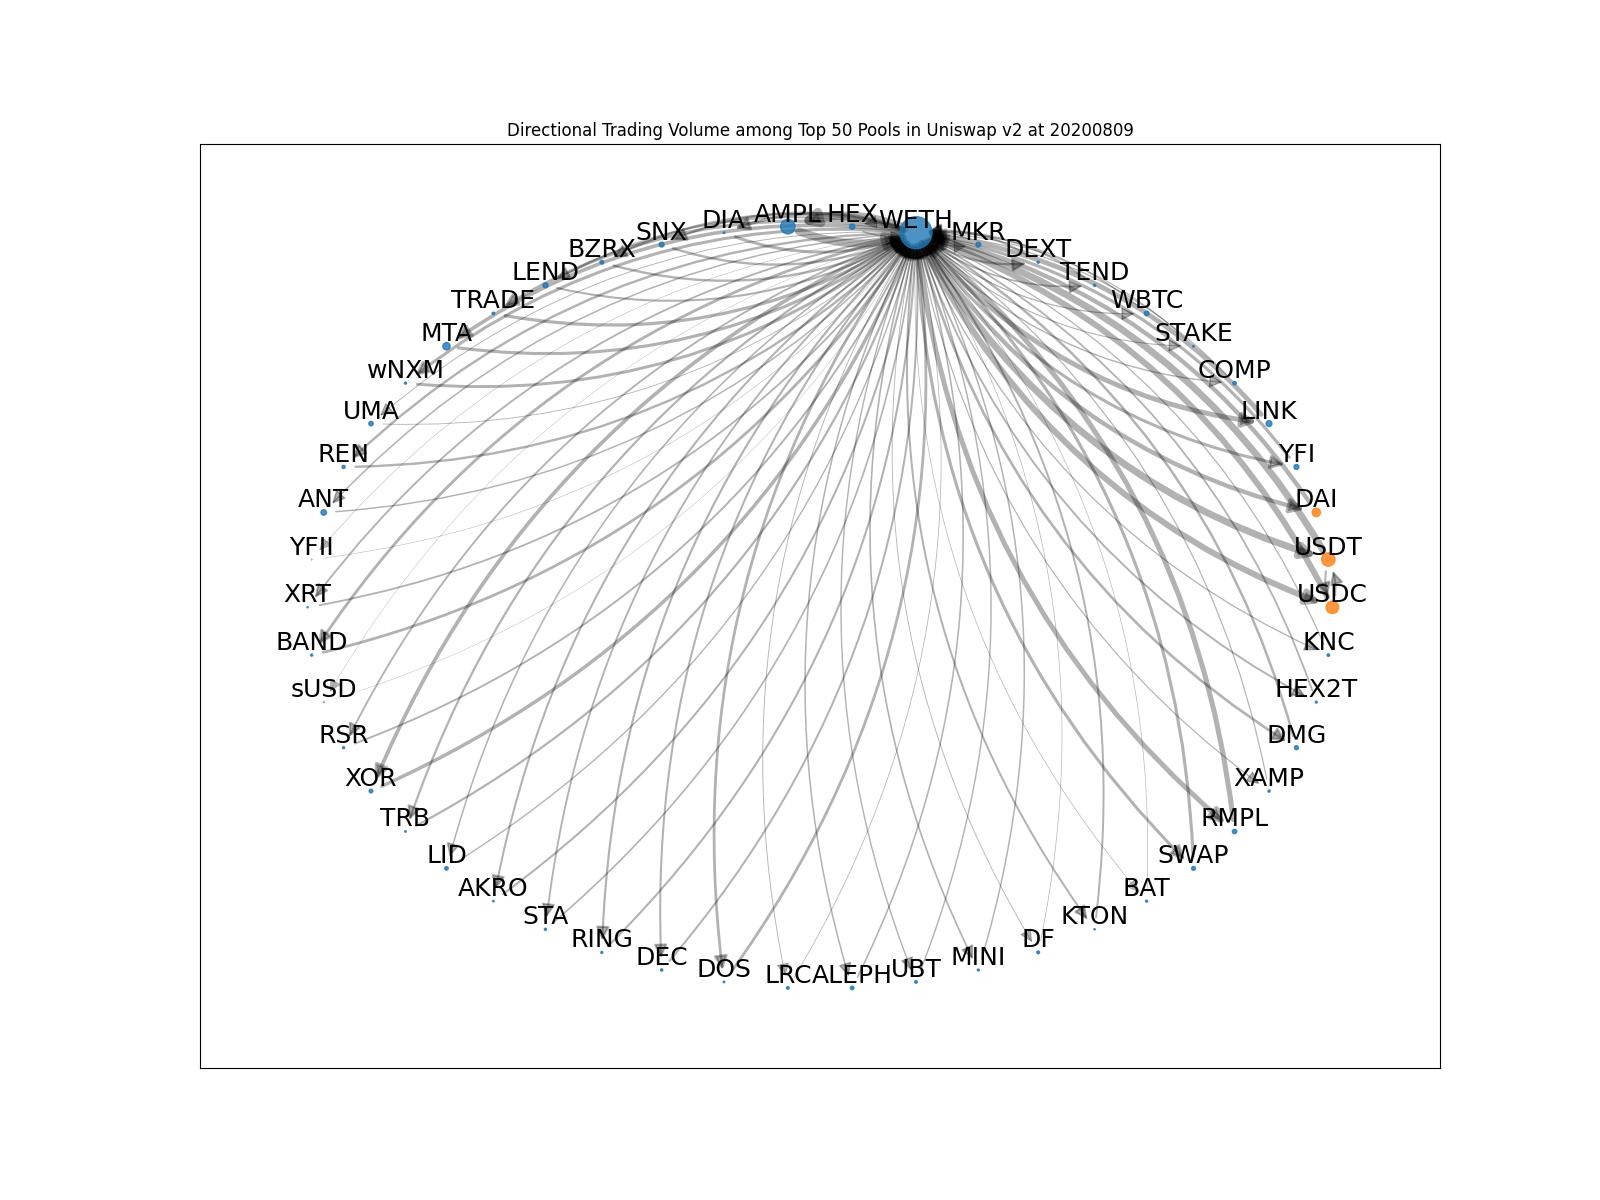 Directional Trading Volume among Top 50 Pools in Uniswap v2 at 20200809
DIA AMPL HEX WETH MKR
SNX DEXT
BZRX TEND
LEND WBTC
TRADE STAKE
MTA COMP
wNXM LINK
UMA YFI
REN DAI
ANT USDT
YFII USDC
XRT KNC
BAND HEX2T
sUSD DMG
RSR XAMP
XOR RMPL
TRB SWAP
LID BAT
AKRO KTON
STA DF
RING MINI
DEC UBT
DOS LRC ALEPH